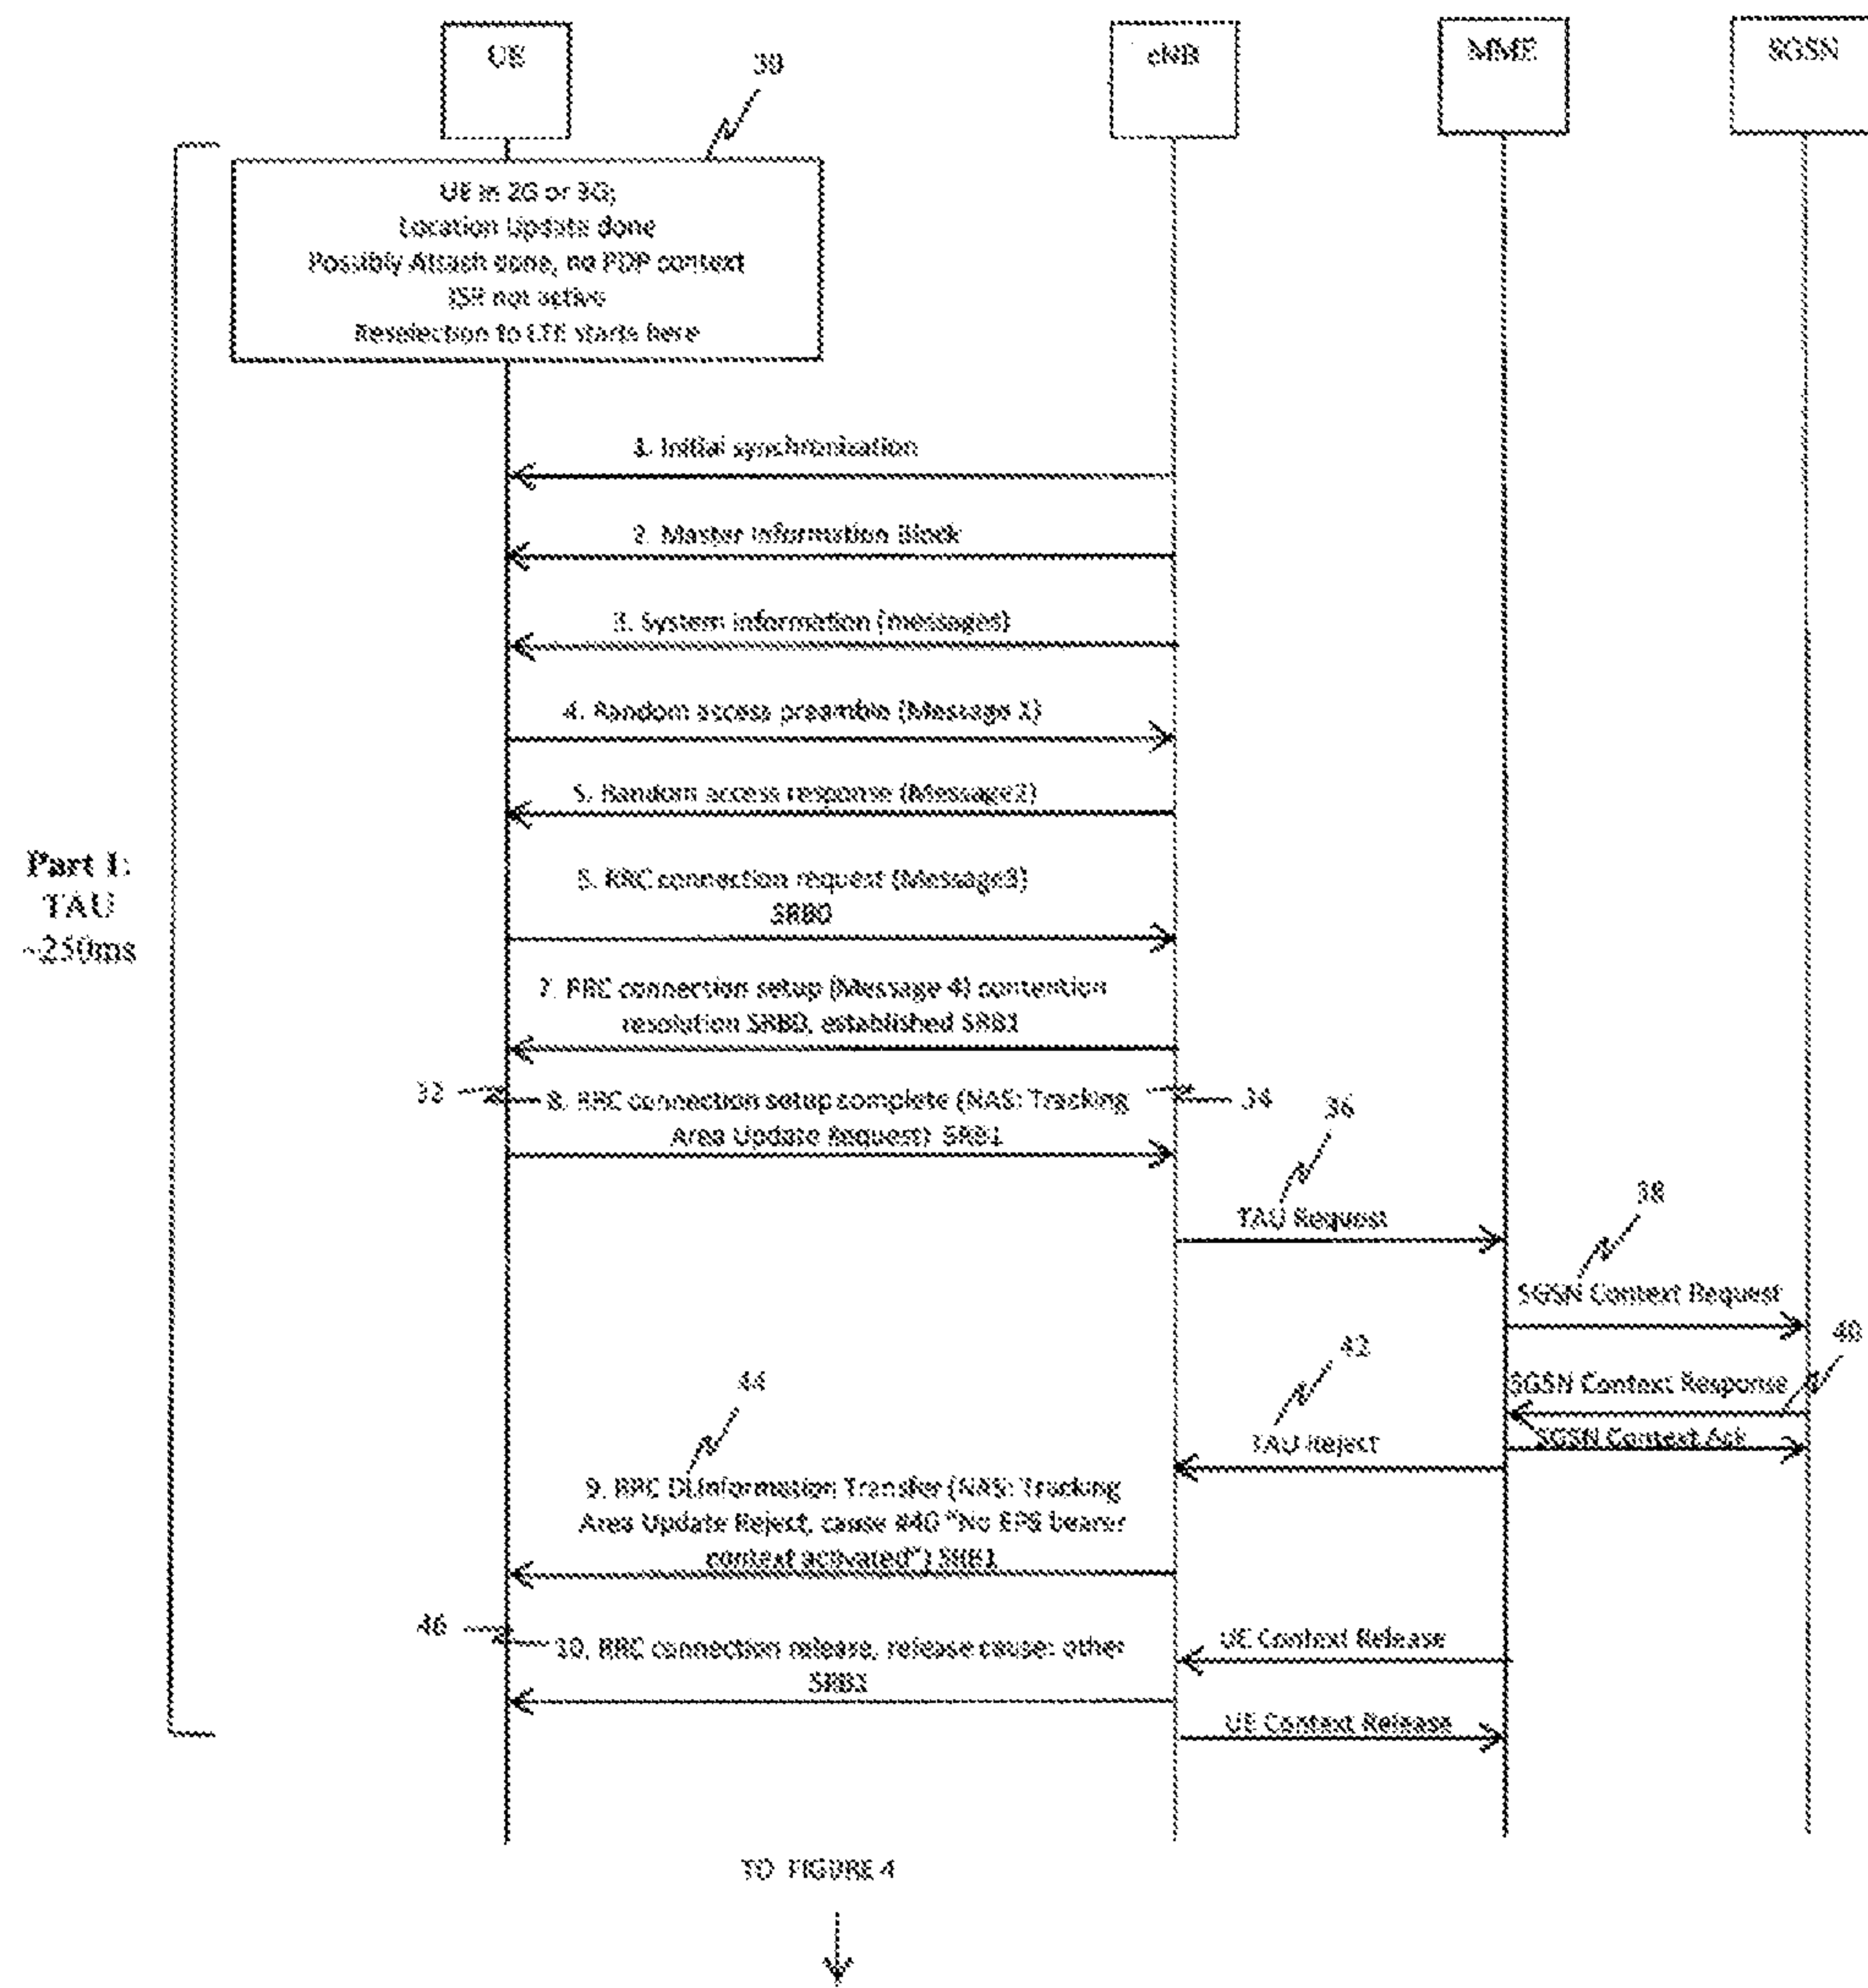 UE
eNB
MME
SGSN
30
UE in 2G or 3G;
Location Update done
Possibly Attach done, no PDP context
ISR not active
Reselection to LTE starts here
1. Initial synchronization
2. Master Information Block
3. System information (messages)
4. Random access preamble (Message 1)
5. Random access response (Message2)
Part I:
TAU
~250ms
RRC connection request (Message3)
SRB0
7. RRC connection setup (Message 4) contention
resolution SRB0, established SRB1
32
8. RRC connection setup complete (NAS: Tracking
Area Update Request) SRB1
34
36
TAU Request
38
SGSN Context Request
40
42
SGSN Context Response
44
TAU Reject
SGSN Context Ack
9. RRC DLInformation Transfer (NAS: Tracking
Area Update Reject, cause #40 "No EPS bearer
context activated") SRB1
46
10. RRC connection release, release cause: other
SRB1
UE Context Release
UE Context Release
TO FIGURE 4